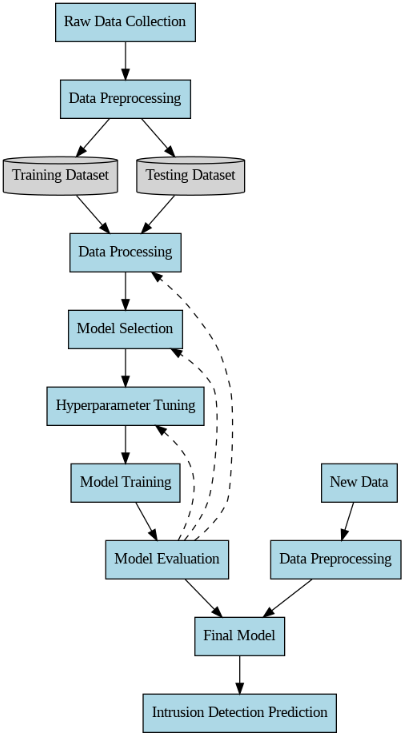 Raw Data Collection
Data Preprocessing
Training Dataset
Testing Dataset
Data Processing
Model Selection
Hyperparameter Tuning
Model Training
New Data
Model Evaluation
Data Preprocessing
Final Model
Intrusion Detection Prediction